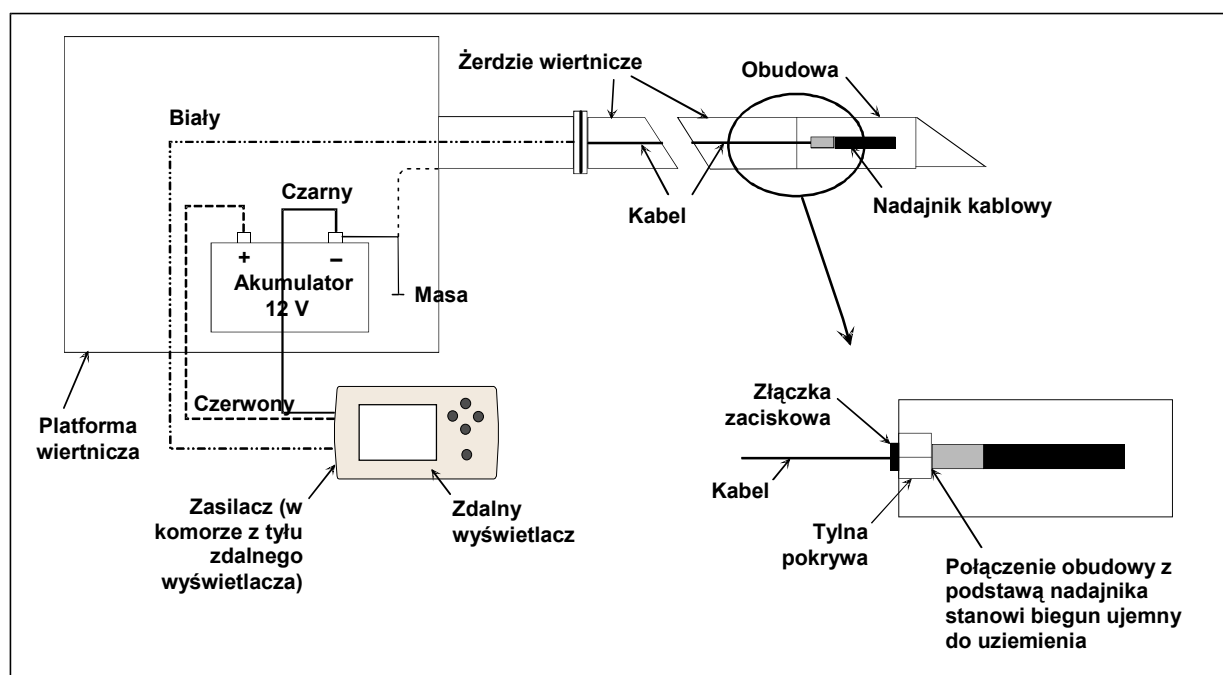 Żerdzie wiertnicze
Obudowa
Biały
Czarny
Kabel
Nadajnik kablowy
+
–
Akumulator
12 V
Masa
Czerwony
Platforma
wiertnicza
Złączka
zaciskowa
Kabel
Zasilacz (w
komorze z tyłu
zdalnego
wyświetlacza)
Zdalny
wyświetlacz
Tylna
pokrywa
Połączenie obudowy z
podstawą nadajnika
stanowi biegun ujemny
do uziemienia